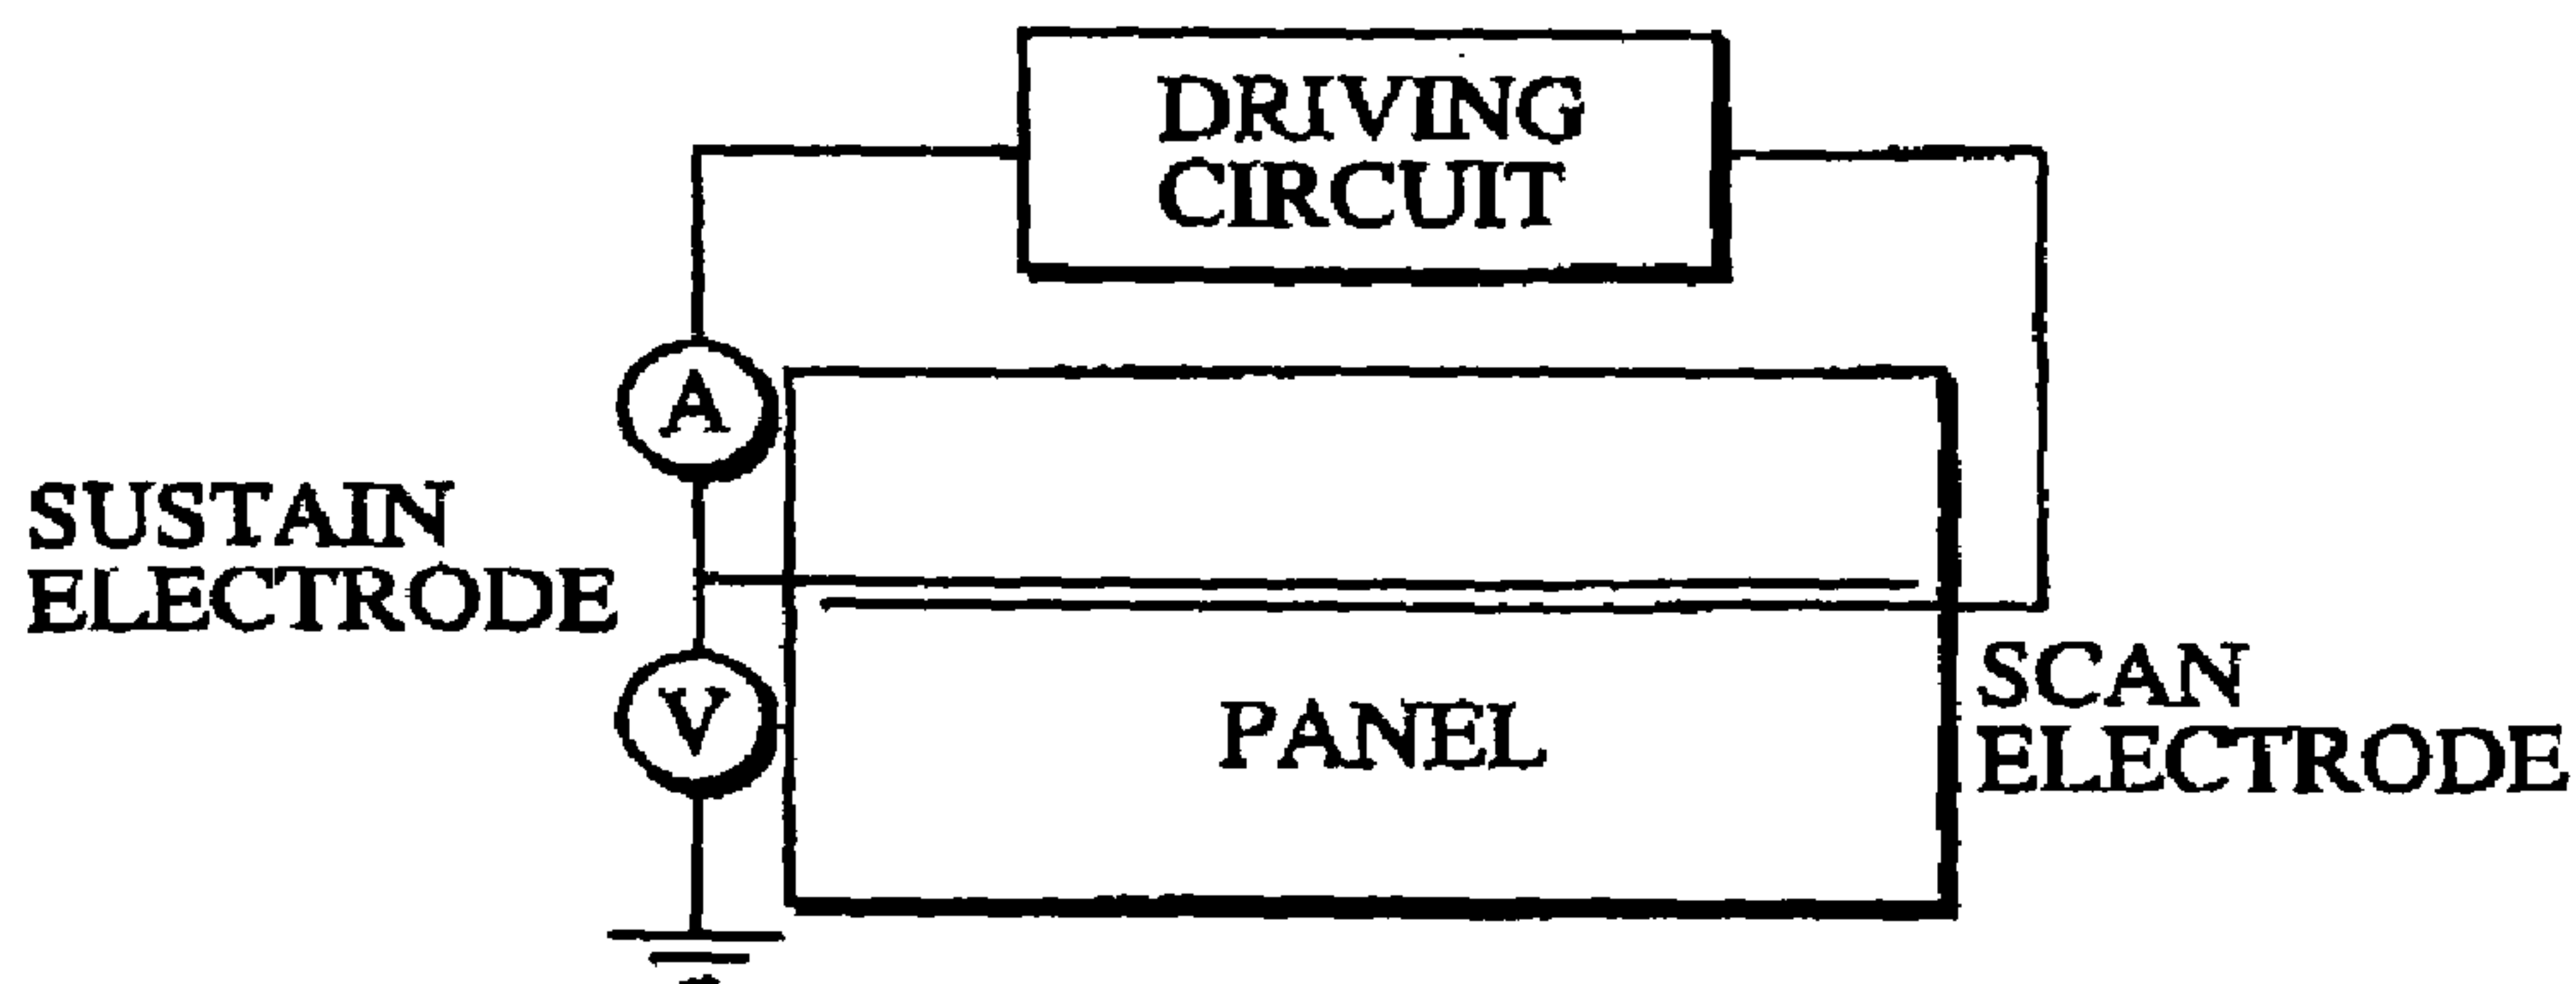 DRIVING
CIRCUIT
A
SUSTAIN
ELECTRODE
V
PANEL
SCAN
ELECTRODE